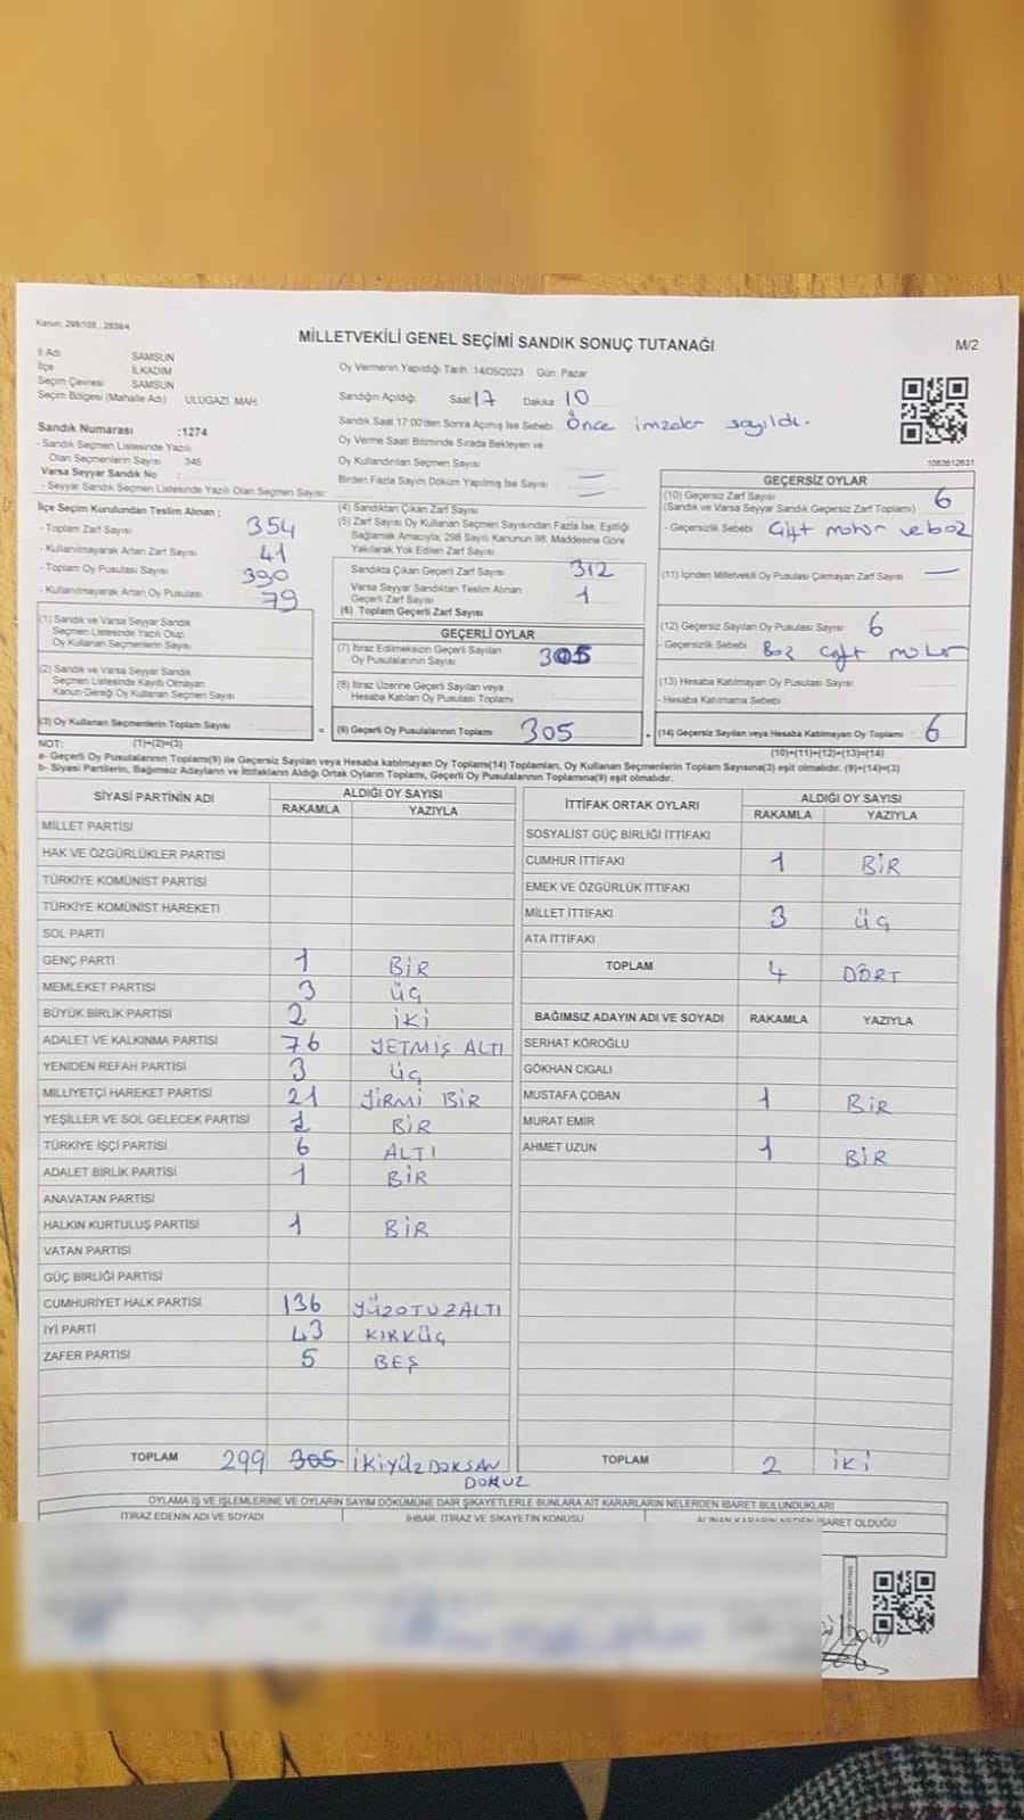 Kanun: 298/105 , 2839/4
MİLLETVEKİLİ GENEL SEÇİMİ SANDIK SONUÇ TUTANAĞI
M/2
İl Adı SAMSUN
İlçe İLKADIM
Seçim Çevresi SAMSUN
Seçim Bölgesi (Mahalle Adı) ULUGAZİ MAH.
Oy Vermenin Yapıldığı Tarih :14/05/2023 Gün: Pazar
Sandığın Açıldığı Saat 17 Dakika 10
Sandık Saat 17:00'den Sonra Açılmış İse Sebebi Önce imzalar sayıldı.
Oy Verme Saati Bitiminde Sırada Bekleyen ve
Oy Kullandırılan Seçmen Sayısı
Birden Fazla Sayım Döküm Yapılmış İse Sayısı
1063612631
Sandık Numarası :1274
- Sandık Seçmen Listesinde Yazılı
Olan Seçmenlerin Sayısı 346
Varsa Seyyar Sandık No :
- Seyyar Sandık Seçmen Listesinde Yazılı Olan Seçmen Sayısı:
İlçe Seçim Kurulundan Teslim Alınan ;
- Toplam Zarf Sayısı 354
- Kullanılmayarak Artan Zarf Sayısı 41
- Toplam Oy Pusulası Sayısı 390
- Kullanılmayarak Artan Oy Pusulası 79
(1) Sandık ve Varsa Seyyar Sandık
Seçmen Listesinde Yazılı Olup
Oy Kullanan Seçmenlerin Sayısı
(2) Sandık ve Varsa Seyyar Sandık
Seçmen Listesinde Kayıtlı Olmayan
Kanun Gereği Oy Kullanan Seçmen Sayısı
(3) Oy Kullanan Seçmenlerin Toplam Sayısı
(4) Sandıktan Çıkan Zarf Sayısı
(5) Zarf Sayısı Oy Kullanan Seçmen Sayısından Fazla İse, Eşitliği
Sağlamak Amacıyla, 298 Sayılı Kanunun 98. Maddesine Göre
Yakılarak Yok Edilen Zarf Sayısı
Sandıkta Çıkan Geçerli Zarf Sayısı 312
Varsa Seyyar Sandıktan Teslim Alınan
Geçerli Zarf Sayısı 1
(6) Toplam Geçerli Zarf Sayısı
GEÇERLİ OYLAR
(7) İtiraz Edilmeksizin Geçerli Sayılan
Oy Pusulalarının Sayısı 305
(8) İtiraz Üzerine Geçerli Sayılan veya
Hesaba Katılan Oy Pusulası Toplamı
(9) Geçerli Oy Pusulalarının Toplamı 305
GEÇERSİZ OYLAR
(10) Geçersiz Zarf Sayısı 6
(Sandık ve Varsa Seyyar Sandık Geçersiz Zarf Toplamı)
- Geçersizlik Sebebi Çift mühür ve boz
(11) İçinden Milletvekili Oy Pusulası Çıkmayan Zarf Sayısı —
(12) Geçersiz Sayılan Oy Pusulası Sayısı 6
- Geçersizlik Sebebi Boz çift mühür
(13) Hesaba Katılmayan Oy Pusulası Sayısı
- Hesaba Katılmama Sebebi
(14) Geçersiz Sayılan veya Hesaba Katılmayan Oy Toplamı 6
NOT: (1)+(2)=(3)
(10)+(11)+(12)+(13)=(14)
a- Geçerli Oy Pusulalarının Toplamı(9) ile Geçersiz Sayılan veya Hesaba katılmayan Oy Toplamı(14) Toplamları, Oy Kullanan Seçmenlerin Toplam Sayısına(3) eşit olmalıdır. (9)+(14)=(3)
b- Siyasi Partilerin, Bağımsız Adayların ve İttifakların Aldığı Ortak Oyların Toplamı, Geçerli Oy Pusulalarının Toplamına(9) eşit olmalıdır.
SİYASİ PARTİNİN ADI ALDIĞI OY SAYISI
RAKAMLA YAZIYLA
MİLLET PARTİSİ
HAK VE ÖZGÜRLÜKLER PARTİSİ
TÜRKİYE KOMÜNİST PARTİSİ
TÜRKİYE KOMÜNİST HAREKETİ
SOL PARTİ
GENÇ PARTİ 1 BİR
MEMLEKET PARTİSİ 3 ÜÇ
BÜYÜK BİRLİK PARTİSİ 2 İKİ
ADALET VE KALKINMA PARTİSİ 76 YETMİŞ ALTI
YENİDEN REFAH PARTİSİ 3 ÜÇ
MİLLİYETÇİ HAREKET PARTİSİ 21 YİRMİ BİR
YEŞİLLER VE SOL GELECEK PARTİSİ 1 BİR
TÜRKİYE İŞÇİ PARTİSİ 6 ALTI
ADALET BİRLİK PARTİSİ 1 BİR
ANAVATAN PARTİSİ
HALKIN KURTULUŞ PARTİSİ 1 BİR
VATAN PARTİSİ
GÜÇ BİRLİĞİ PARTİSİ
CUMHURİYET HALK PARTİSİ 136 YÜZOTUZALTI
İYİ PARTİ 43 KIRKÜÇ
ZAFER PARTİSİ 5 BEŞ
TOPLAM 299 305 İKİYÜZ DOKSAN
DOKUZ
İTTİFAK ORTAK OYLARI ALDIĞI OY SAYISI
RAKAMLA YAZIYLA
SOSYALİST GÜÇ BİRLİĞİ İTTİFAKI
CUMHUR İTTİFAKI 1 BİR
EMEK VE ÖZGÜRLÜK İTTİFAKI
MİLLET İTTİFAKI 3 ÜÇ
ATA İTTİFAKI
TOPLAM 4 DÖRT
BAĞIMSIZ ADAYIN ADI VE SOYADI RAKAMLA YAZIYLA
SERHAT KÖROĞLU
GÖKHAN CIGALI
MUSTAFA ÇOBAN 1 BİR
MURAT EMİR
AHMET UZUN 1 BİR
TOPLAM 2 İKİ
OYLAMA İŞ VE İŞLEMLERİNE VE OYLARIN SAYIM DÖKÜMÜNE DAİR ŞİKAYETLERLE BUNLARA AİT KARARLARIN NELERDEN İBARET BULUNDUKLARI
İTİRAZ EDENİN ADI VE SOYADI İHBAR, İTİRAZ VE ŞİKAYETİN KONUSU ALINAN KARARIN NEDEN İBARET OLDUĞU